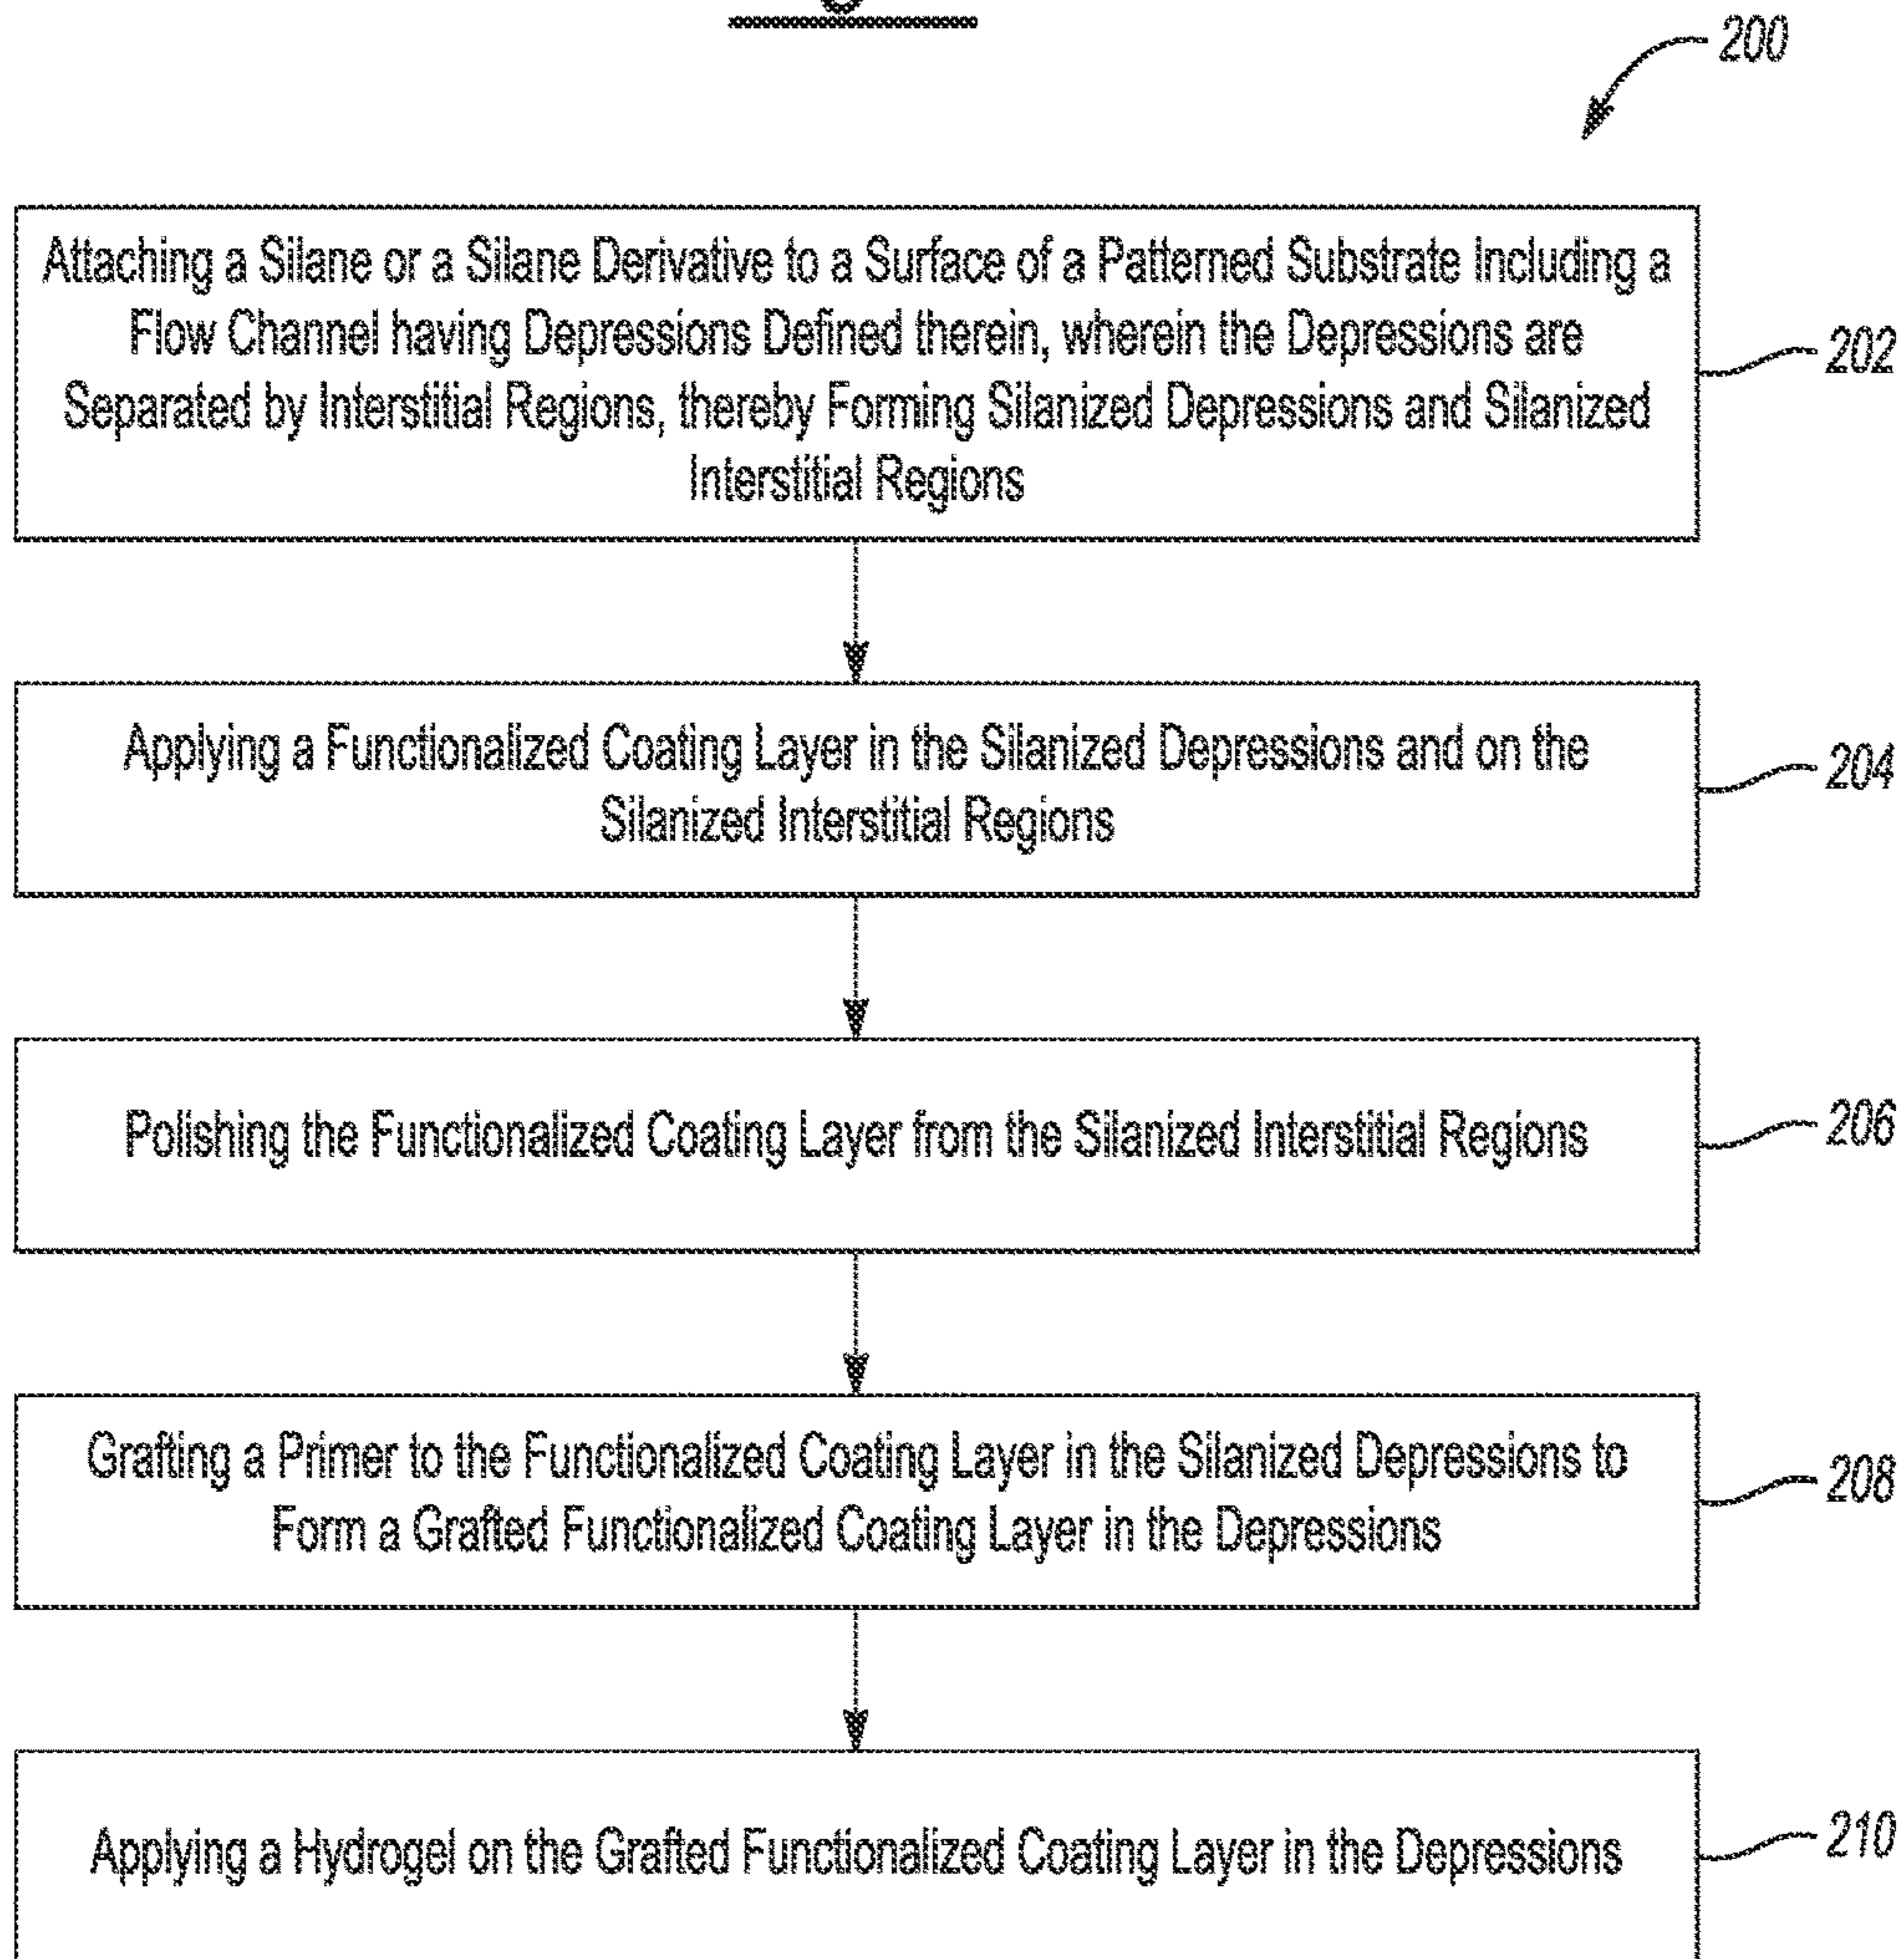 200
Attaching a Silane or a Silane Derivative to a Surface of a Patterned Substrate Including a
Flow Channel having Depressions Defined therein, wherein the Depressions are
Separated by Interstitial Regions, thereby Forming Silanized Depressions and Silanized
Interstitial Regions
202
Applying a Functionalized Coating Layer in the Silanized Depressions and on the
Silanized Interstitial Regions
204
Polishing the Functionalized Coating Layer from the Silanized Interstitial Regions
206
Grafting a Primer to the Functionalized Coating Layer in the Silanized Depressions to
Form a Grafted Functionalized Coating Layer in the Depressions
208
Applying a Hydrogel on the Grafted Functionalized Coating Layer in the Depressions
210